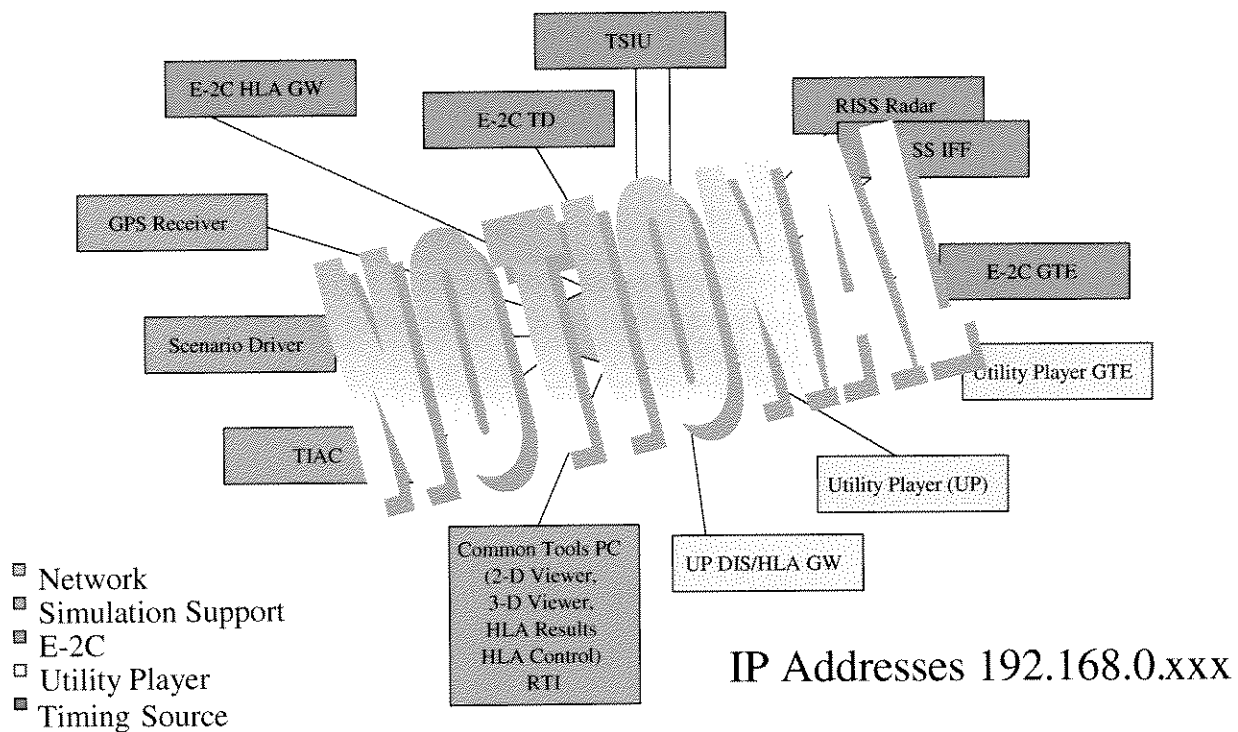 TSIU
E-2C HLA GW
RISS Radar
E-2C TD
SS IFF
GPS Receiver
E-2C GTE
NOTIONAL
Scenario Driver
Utility Player GTE
TIAC
Utility Player (UP)
Common Tools PC
(2-D Viewer,
3-D Viewer,
HLA Results
HLA Control)
RTI
UP DIS/HLA GW
Network
Simulation Support
E-2C
Utility Player
Timing Source
IP Addresses 192.168.0.xxx